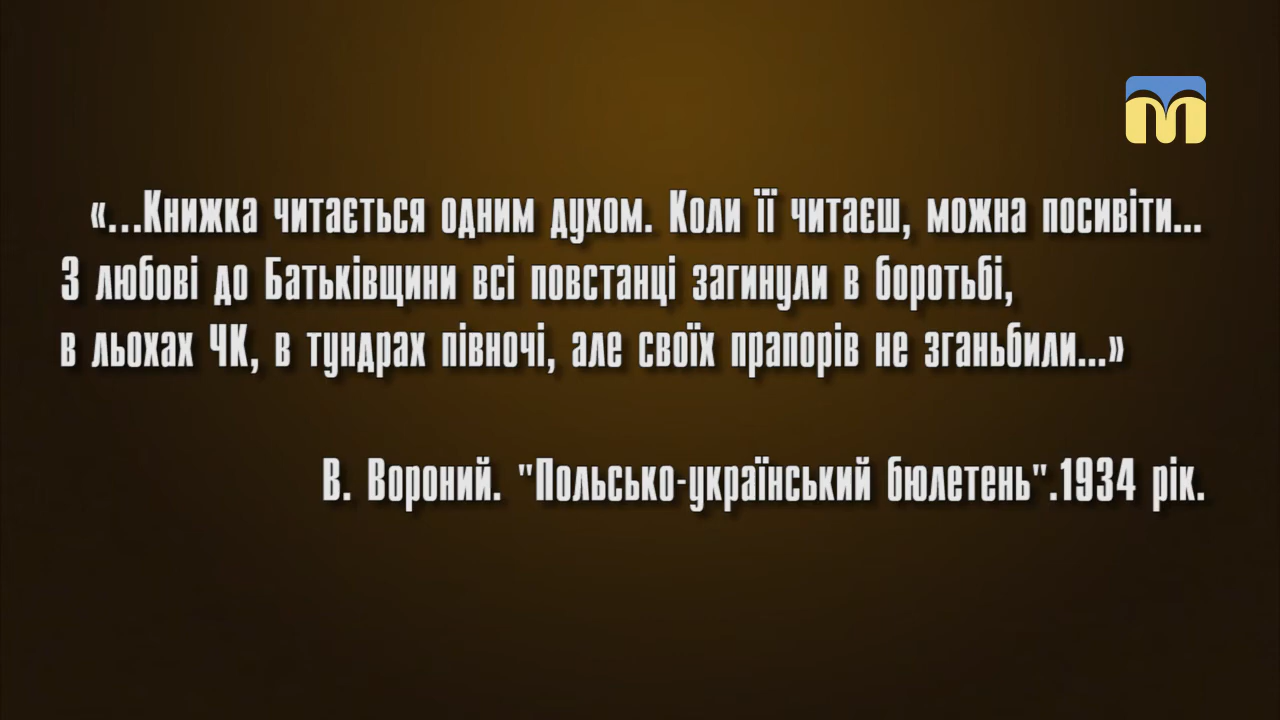 «...Книжка читається одним духом. Коли її читаєш, можна посивіти...
З любові до Батьківщини всі повстанці загинули в боротьбі,
в льохах ЧК, в тундрах півночі, але своїх прапорів не зганьбили...»
В. Вороний. "Польсько-український бюлетень".1934 рік.